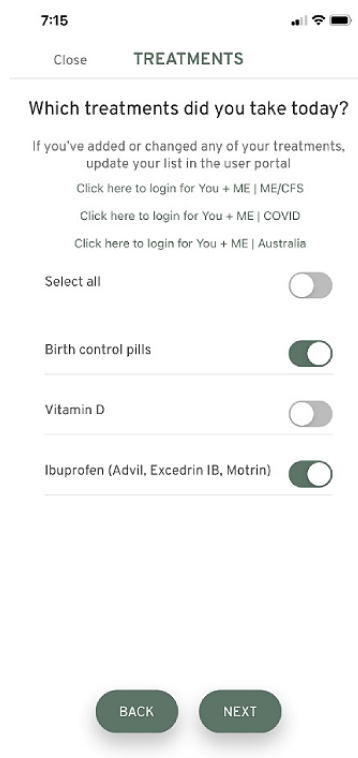 7:15
Close TREATMENTS
Which treatments did you take today?
If you've added or changed any of your treatments,
update your list in the user portal
Click here to login for You + ME | ME/CFS
Click here to login for You + ME | COVID
Click here to login for You + ME | Australia
Select all
Birth control pills
Vitamin D
Ibuprofen (Advil, Excedrin IB, Motrin)
BACK NEXT